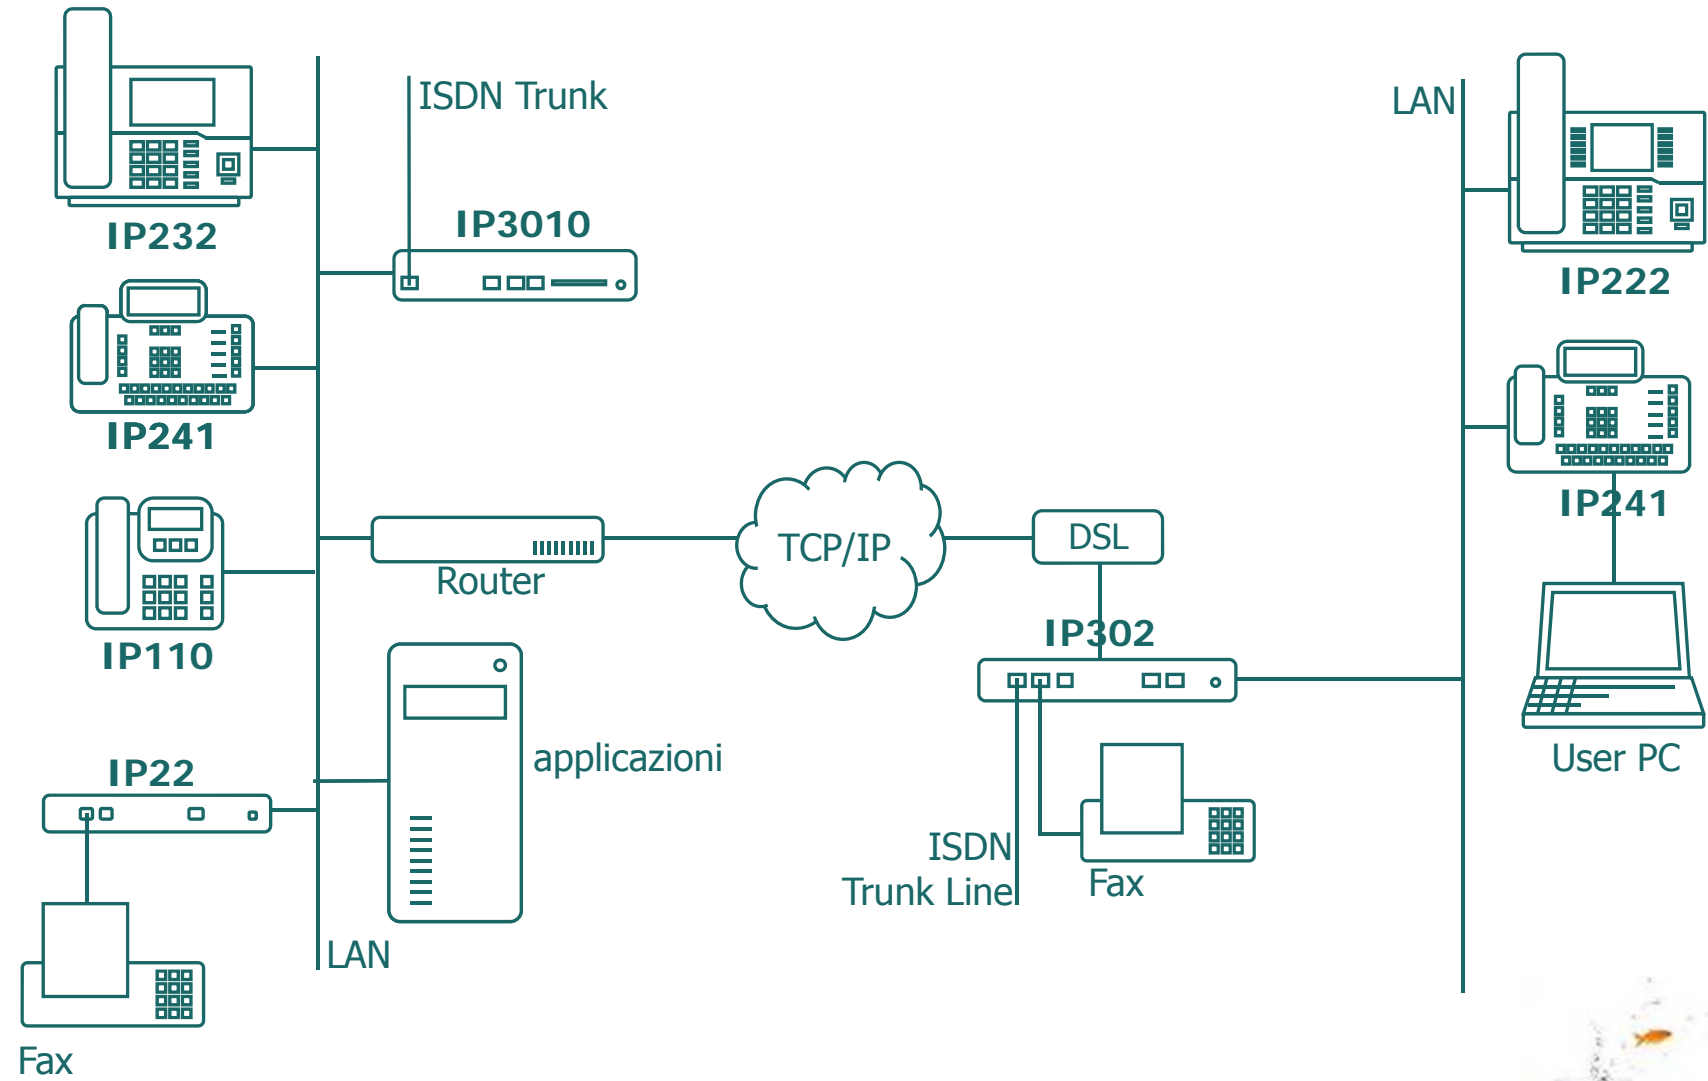 ISDN Trunk
LAN
IP232
IP3010
IP222
IP241
IP241
TCP/IP
DSL
Router
IP302
IP110
applicazioni
IP22
User PC
ISDN
Trunk Line
Fax
LAN
Fax